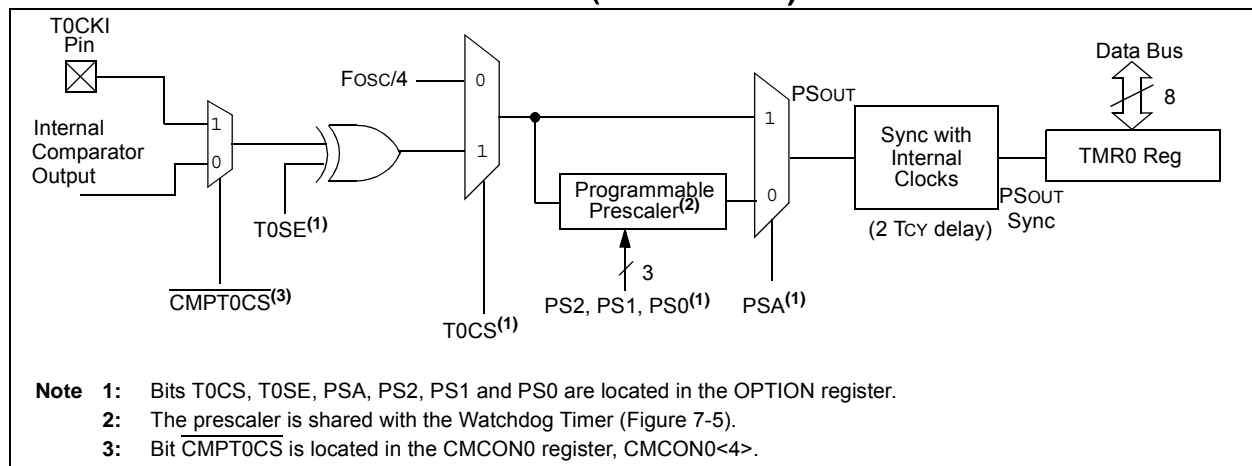 T0CKI
Pin
Internal
Comparator
Output
1
0
CMPT0CS(3)
T0SE(1)
FOSC/4
0
1
T0CS(1)
Programmable
Prescaler(2)
3
PS2, PS1, PS0(1)
1
0
PSA(1)
PSOUT
Sync with
Internal
Clocks
(2 TCY delay)
PSOUT
Sync
Data Bus
8
TMR0 Reg
Note 1: Bits T0CS, T0SE, PSA, PS2, PS1 and PS0 are located in the OPTION register.
2: The prescaler is shared with the Watchdog Timer (Figure 7-5).
3: Bit CMPT0CS is located in the CMCON0 register, CMCON0<4>.